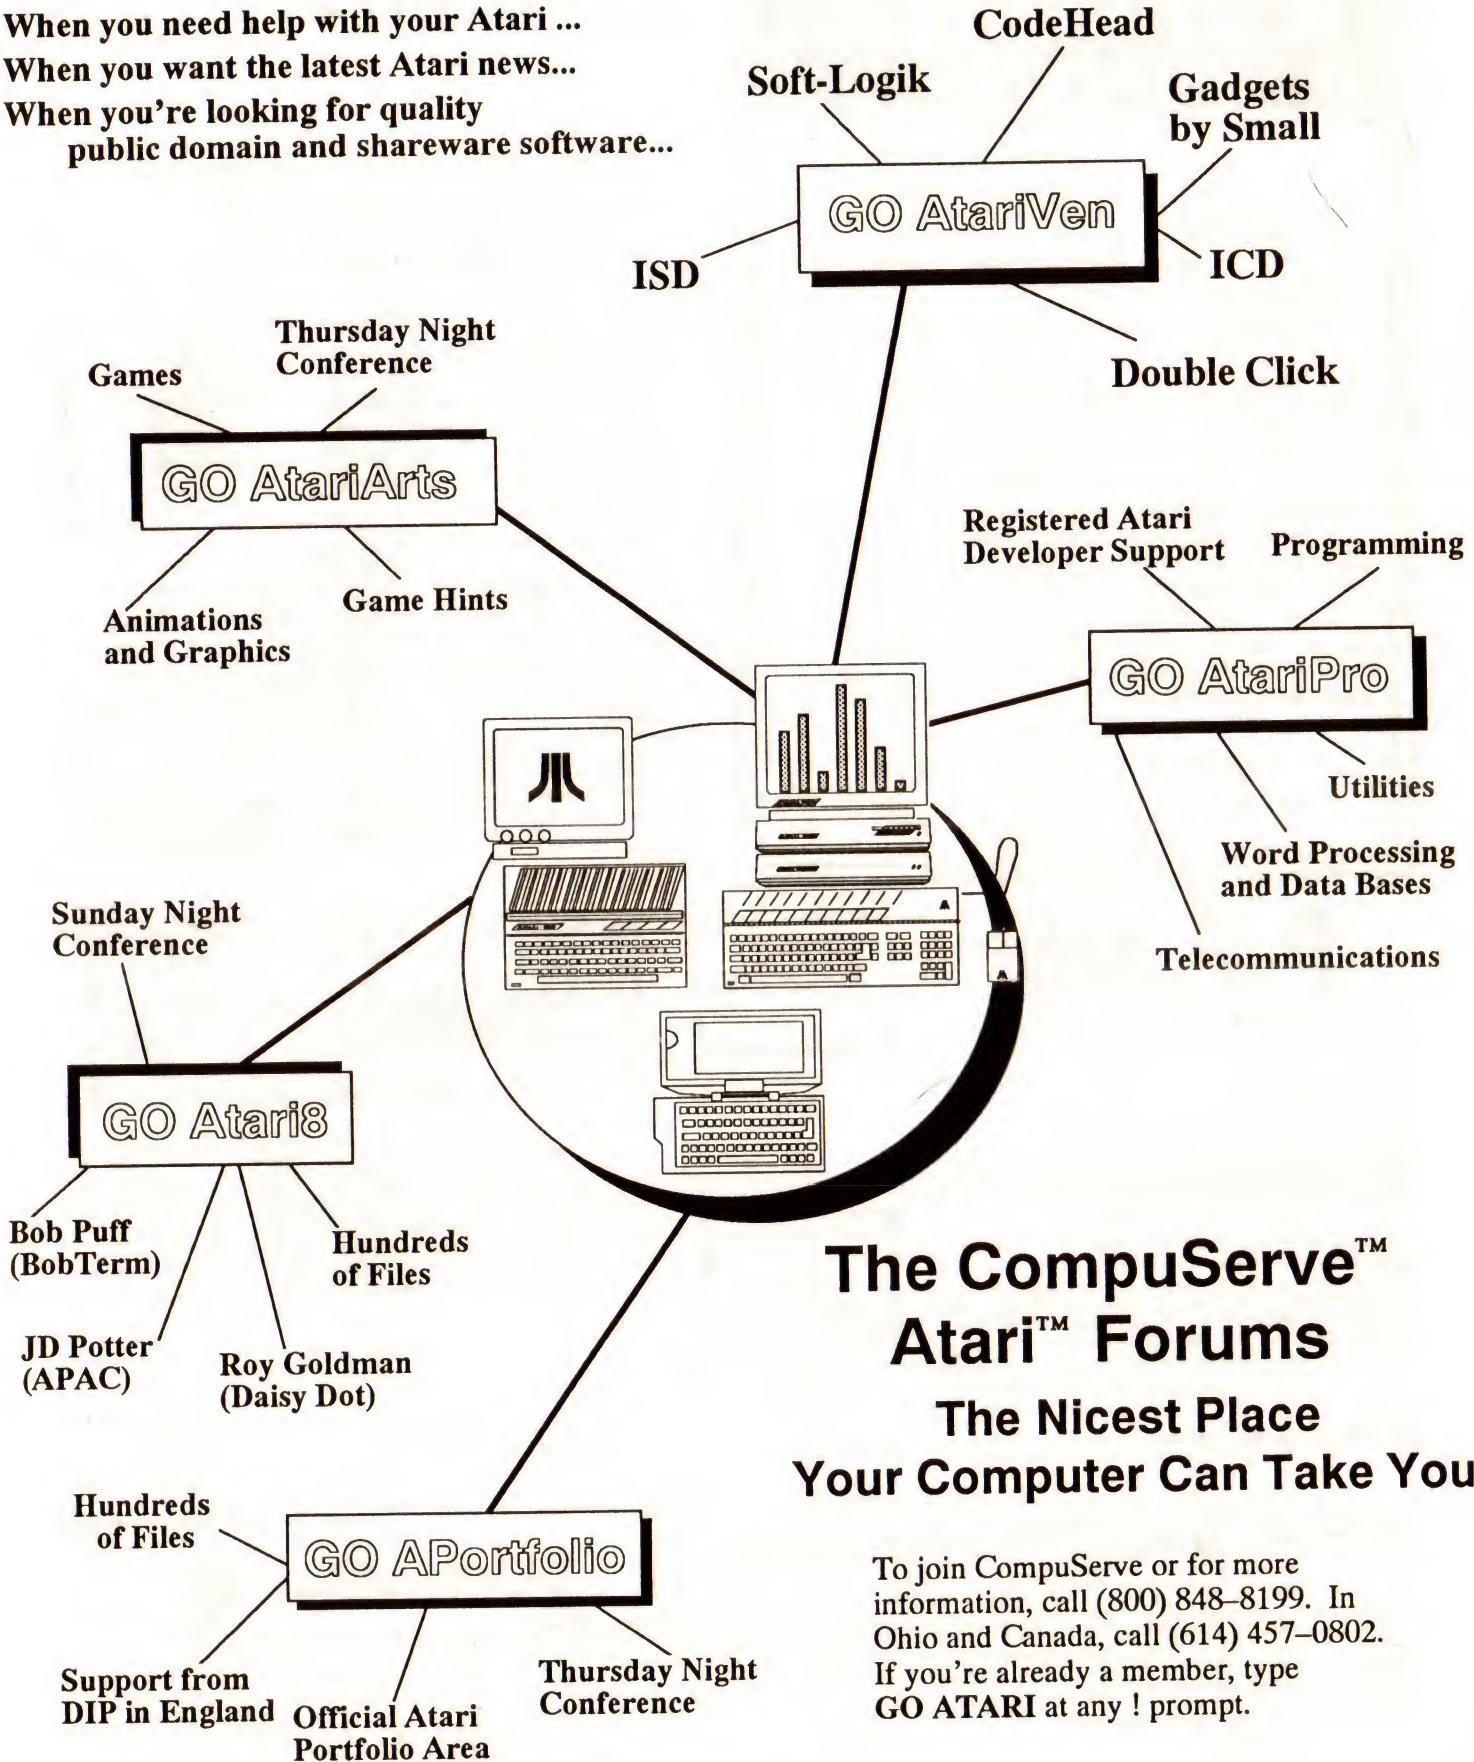 When you need help with your Atari ...
When you want the latest Atari news...
When you're looking for quality
public domain and shareware software...
CodeHead
Soft-Logik
Gadgets
by Small
GO AtariVen
ISD
ICD
Double Click
Thursday Night
Conference
Games
GO AtariArts
Animations
and Graphics
Game Hints
Registered Atari
Developer Support
Programming
GO AtariPro
Utilities
Word Processing
and Data Bases
Telecommunications
Sunday Night
Conference
GO Atari8
Bob Puff
(BobTerm)
Hundreds
of Files
JD Potter
(APAC)
Roy Goldman
(Daisy Dot)
The CompuServe™
Atari™ Forums
The Nicest Place
Your Computer Can Take You
Hundreds
of Files
GO APortfolio
Support from
DIP in England
Official Atari
Portfolio Area
Thursday Night
Conference
To join CompuServe or for more
information, call (800) 848–8199. In
Ohio and Canada, call (614) 457–0802.
If you're already a member, type
GO ATARI at any ! prompt.